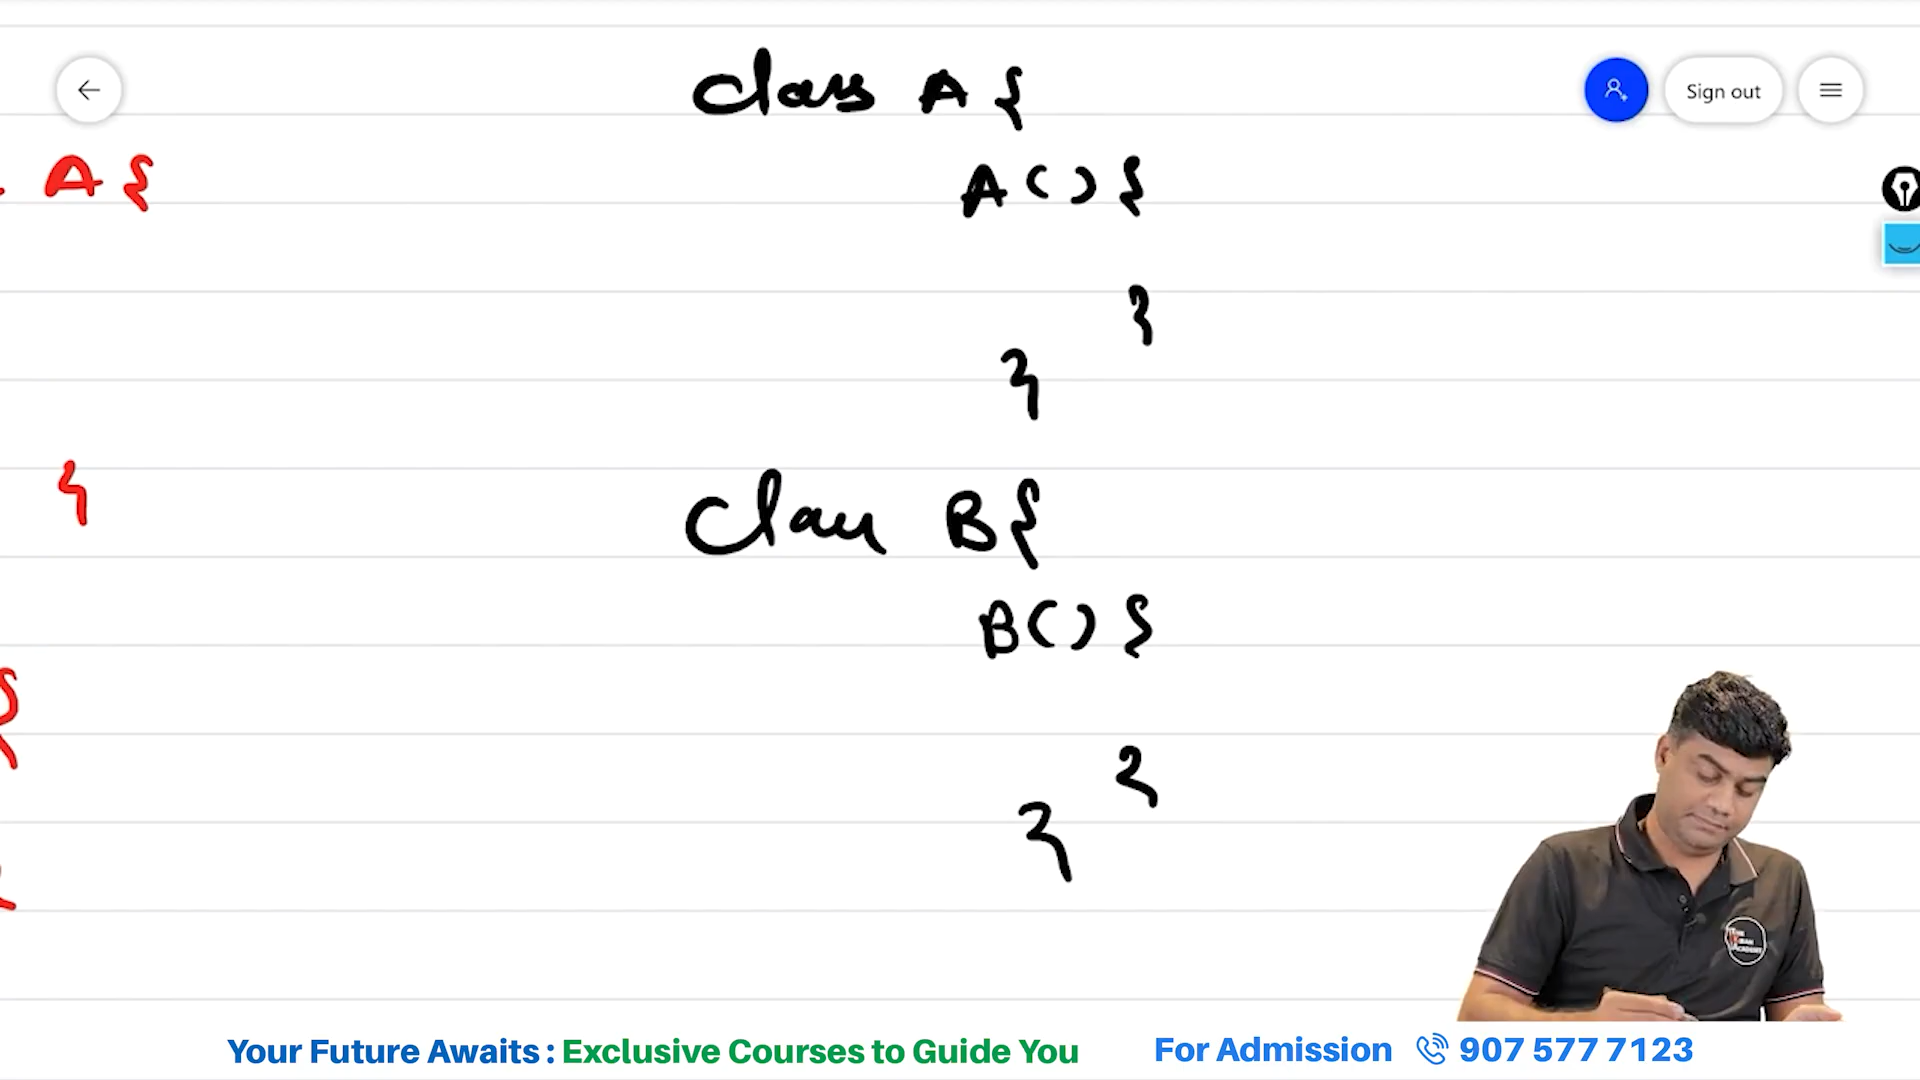 class A {
Sign out
A {
A ( ) {
}
}
}
class B {
B ( ) {
}
}
Your Future Awaits : Exclusive Courses to Guide You
For Admission 907 577 7123